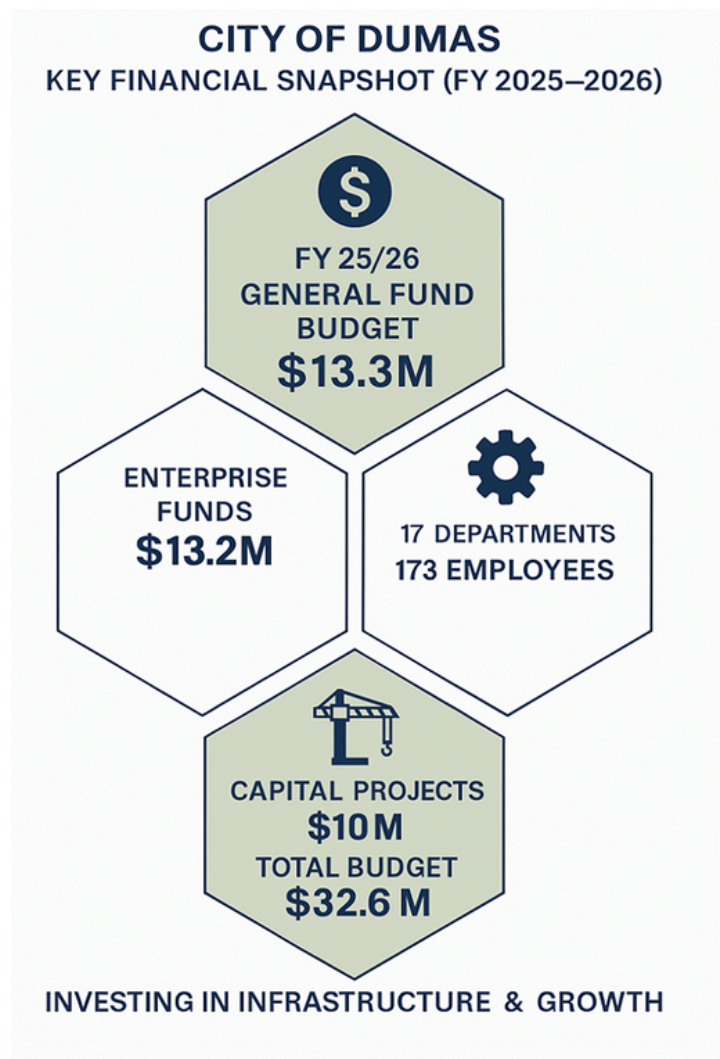 CITY OF DUMAS
KEY FINANCIAL SNAPSHOT (FY 2025—2026)
$
FY 25/26
GENERAL FUND
BUDGET
$13.3M
ENTERPRISE
FUNDS
$13.2M
17 DEPARTMENTS
173 EMPLOYEES
CAPITAL PROJECTS
$10M
TOTAL BUDGET
$32.6 M
INVESTING IN INFRASTRUCTURE & GROWTH